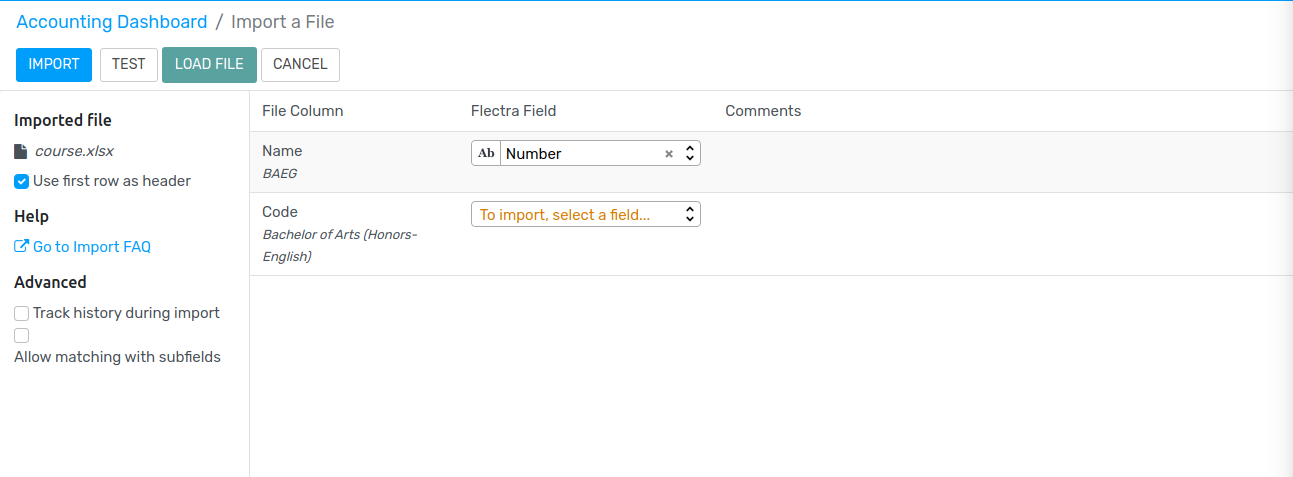 Accounting Dashboard / Import a File
IMPORT TEST LOAD FILE CANCEL
Imported file
course.xlsx
Use first row as header
Help
Go to Import FAQ
Advanced
Track history during import
Allow matching with subfields
File Column Flectra Field Comments
Name Ab Number ×
BAEG
Code To import, select a field...
Bachelor of Arts (Honors-
English)